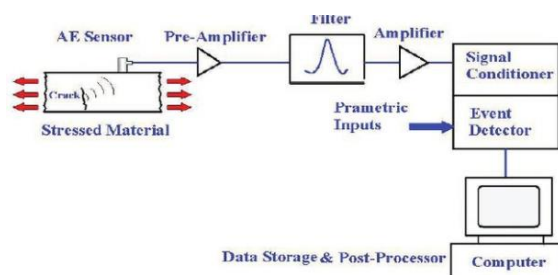 Filter
AE Sensor
Pre-Amplifier
Amplifier
Signal
Conditioner
Crack
Stressed Material
Prametric
Inputs
Event
Detector
Data Storage & Post-Processor
Computer